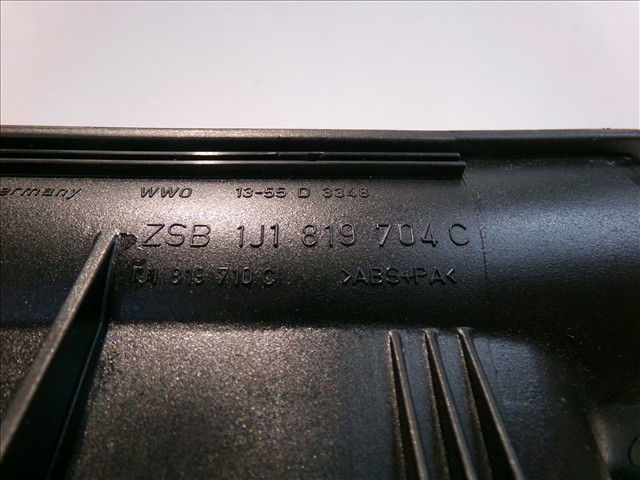 ermany WWO 13-55 D 3348
ZSB 1J1 819 704 C
1J1 819 710 C >ABS+PA<